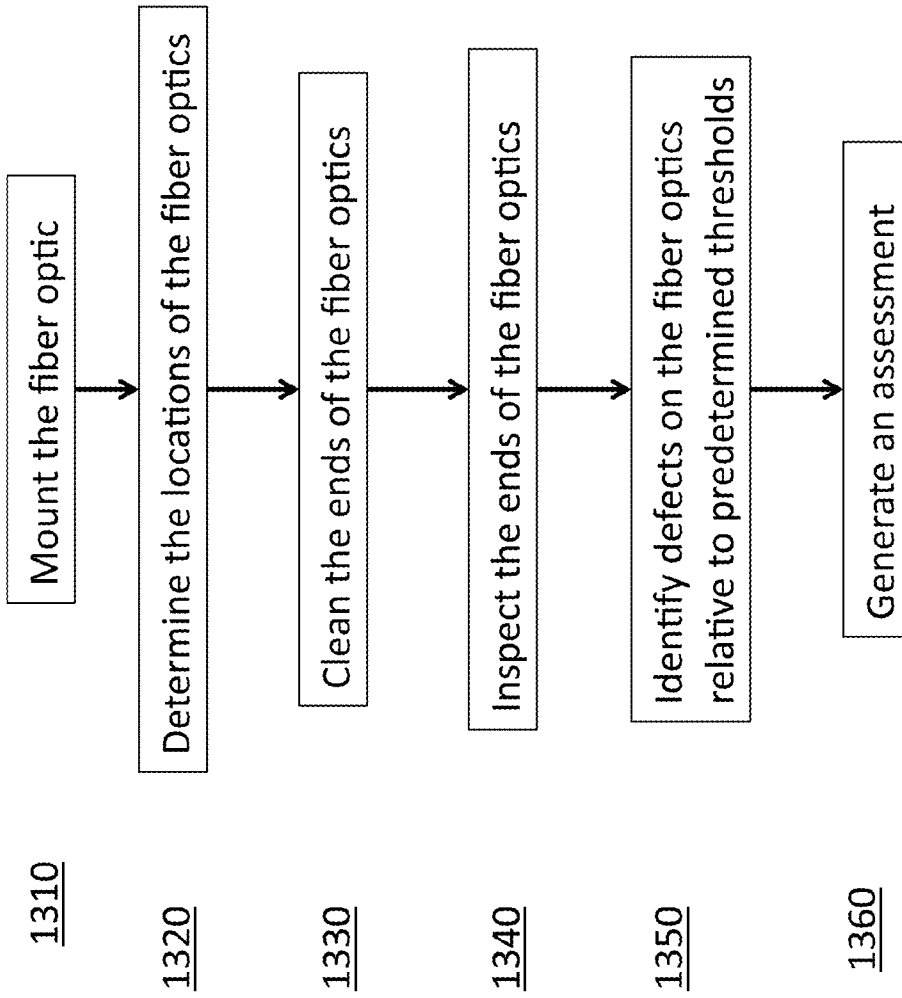 1310
Mount the fiber optic
1320
Determine the locations of the fiber optics
1330
Clean the ends of the fiber optics
1340
Inspect the ends of the fiber optics
1350
Identify defects on the fiber optics
relative to predetermined thresholds
1360
Generate an assessment